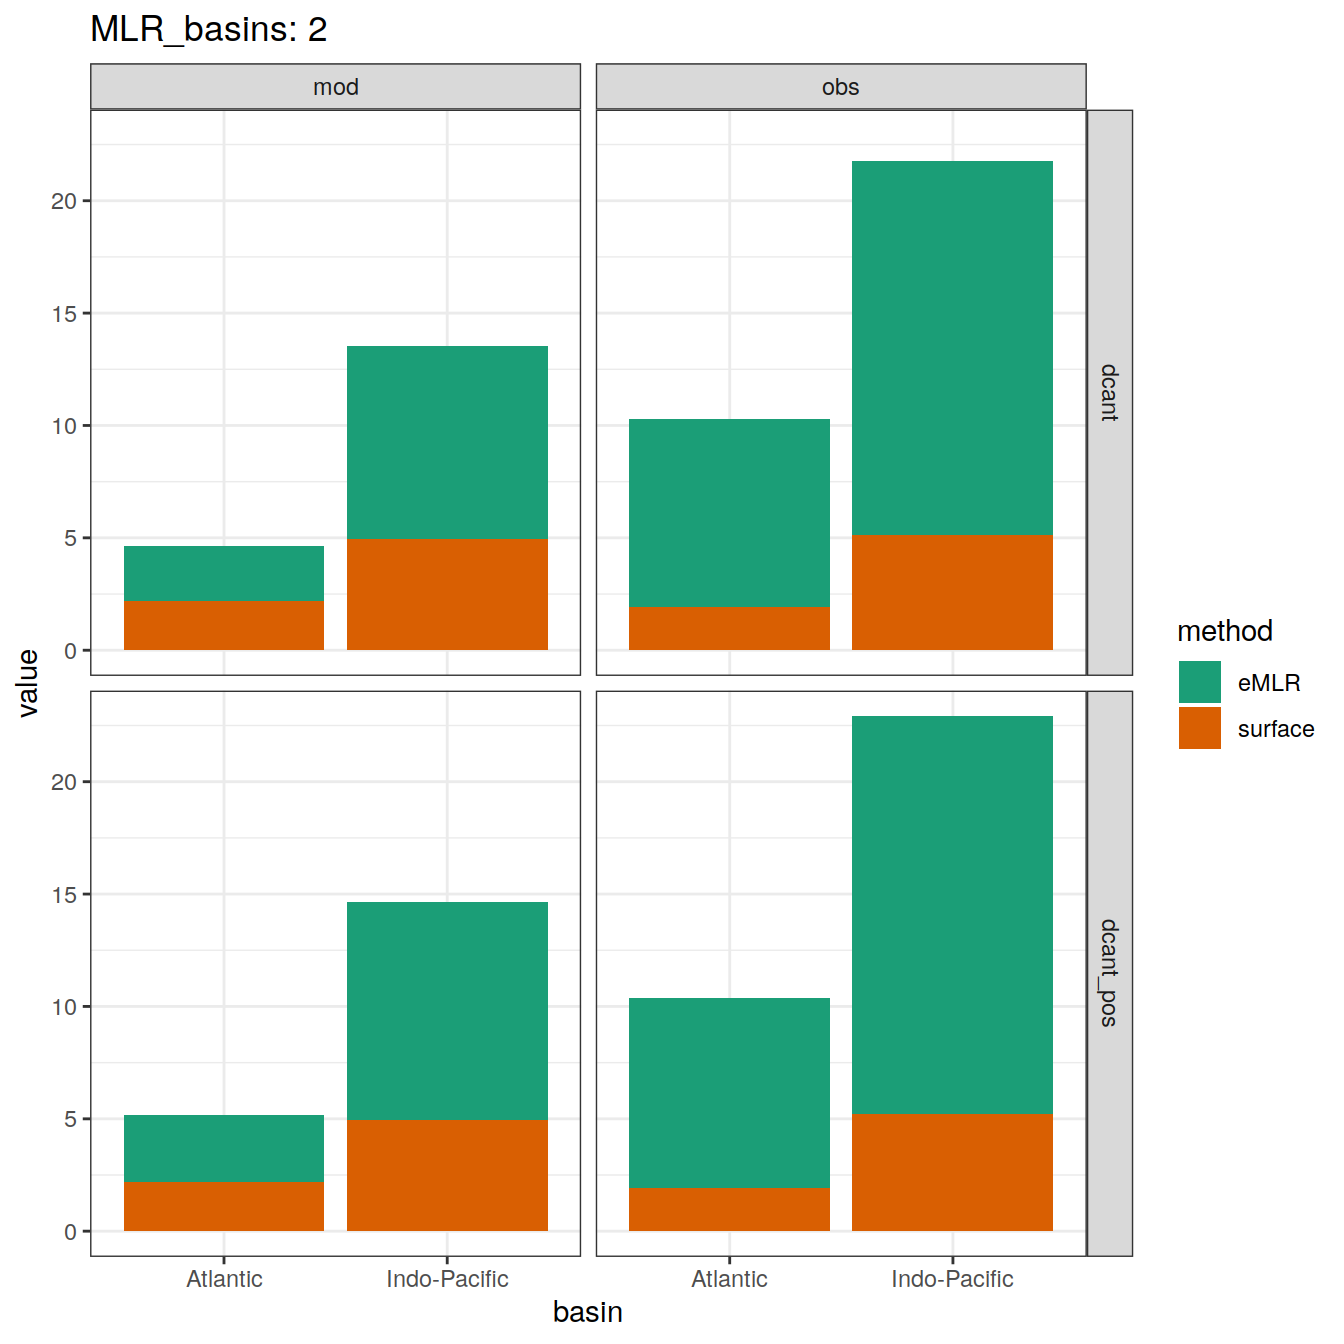 MLR_basins: 2
mod
obs
20
15
10
5
0
dcant
20
15
10
5
0
dcant_pos
value
Atlantic
Indo-Pacific
Atlantic
Indo-Pacific
basin
method
eMLR
surface